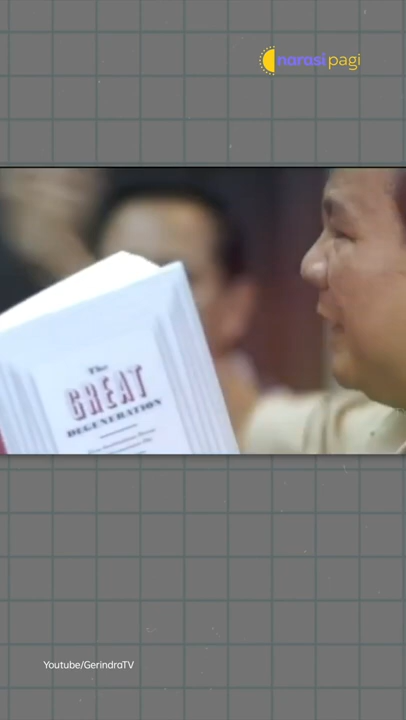 narasi pagi
The
GREAT
DEGENERATION
Youtube/GerindraTV